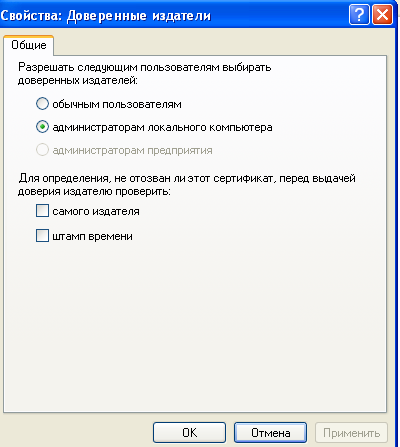 Свойства: Доверенные издатели
Общие
Разрешать следующим пользователям выбирать
доверенных издателей:
обычным пользователям
администраторам локального компьютера
администраторам предприятия
Для определения, не отозван ли этот сертификат, перед выдачей
доверия издателю проверить:
самого издателя
штамп времени
OK Отмена Применить